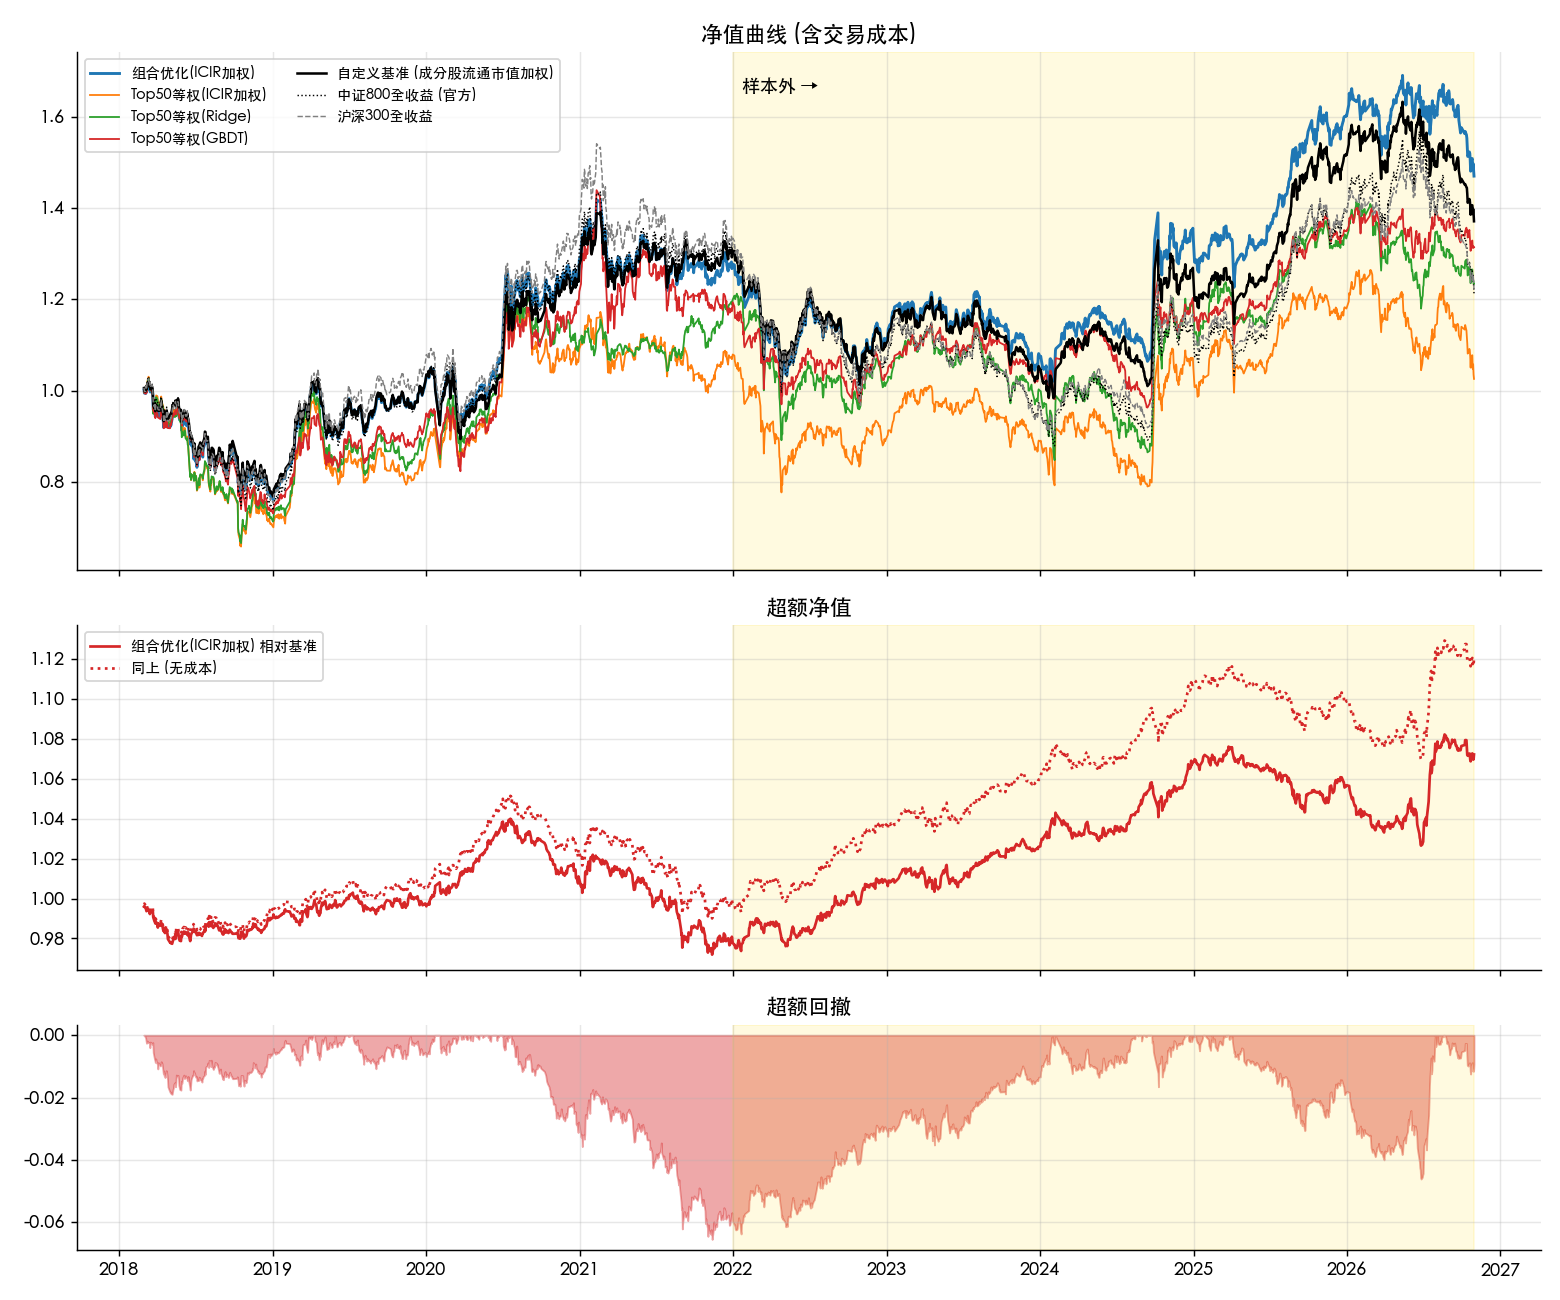 净值曲线 (含交易成本)
组合优化(ICIR加权)
Top50等权(ICIR加权)
Top50等权(Ridge)
Top50等权(GBDT)
自定义基准 (成分股流通市值加权)
中证800全收益 (官方)
沪深300全收益
样本外 →
1.6
1.4
1.2
1.0
0.8
超额净值
组合优化(ICIR加权) 相对基准
同上 (无成本)
1.12
1.10
1.08
1.06
1.04
1.02
1.00
0.98
超额回撤
0.00
-0.02
-0.04
-0.06
2018 2019 2020 2021 2022 2023 2024 2025 2026 2027